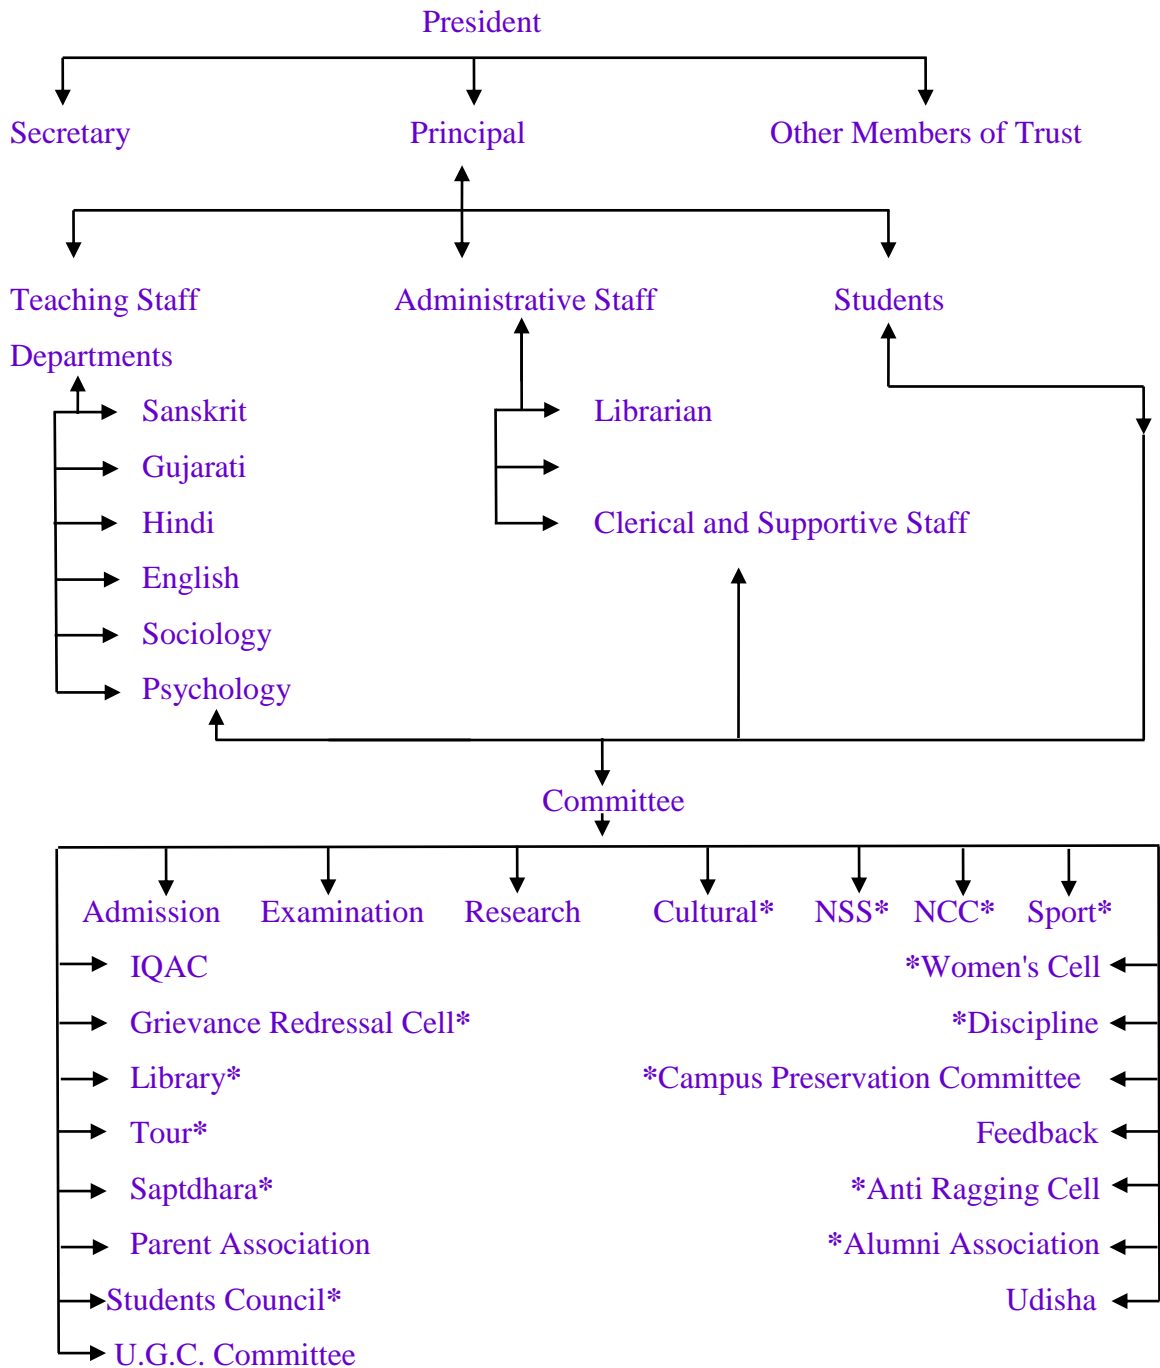 President
Secretary Principal Other Members of Trust
Teaching Staff Administrative Staff Students
Departments
Sanskrit Librarian
Gujarati
Hindi Clerical and Supportive Staff
English
Sociology
Psychology
Committee
Admission Examination Research Cultural* NSS* NCC* Sport*
IQAC *Women's Cell
Grievance Redressal Cell* *Discipline
Library* *Campus Preservation Committee
Tour* Feedback
Saptdhara* *Anti Ragging Cell
Parent Association *Alumni Association
Students Council* Udisha
U.G.C. Committee